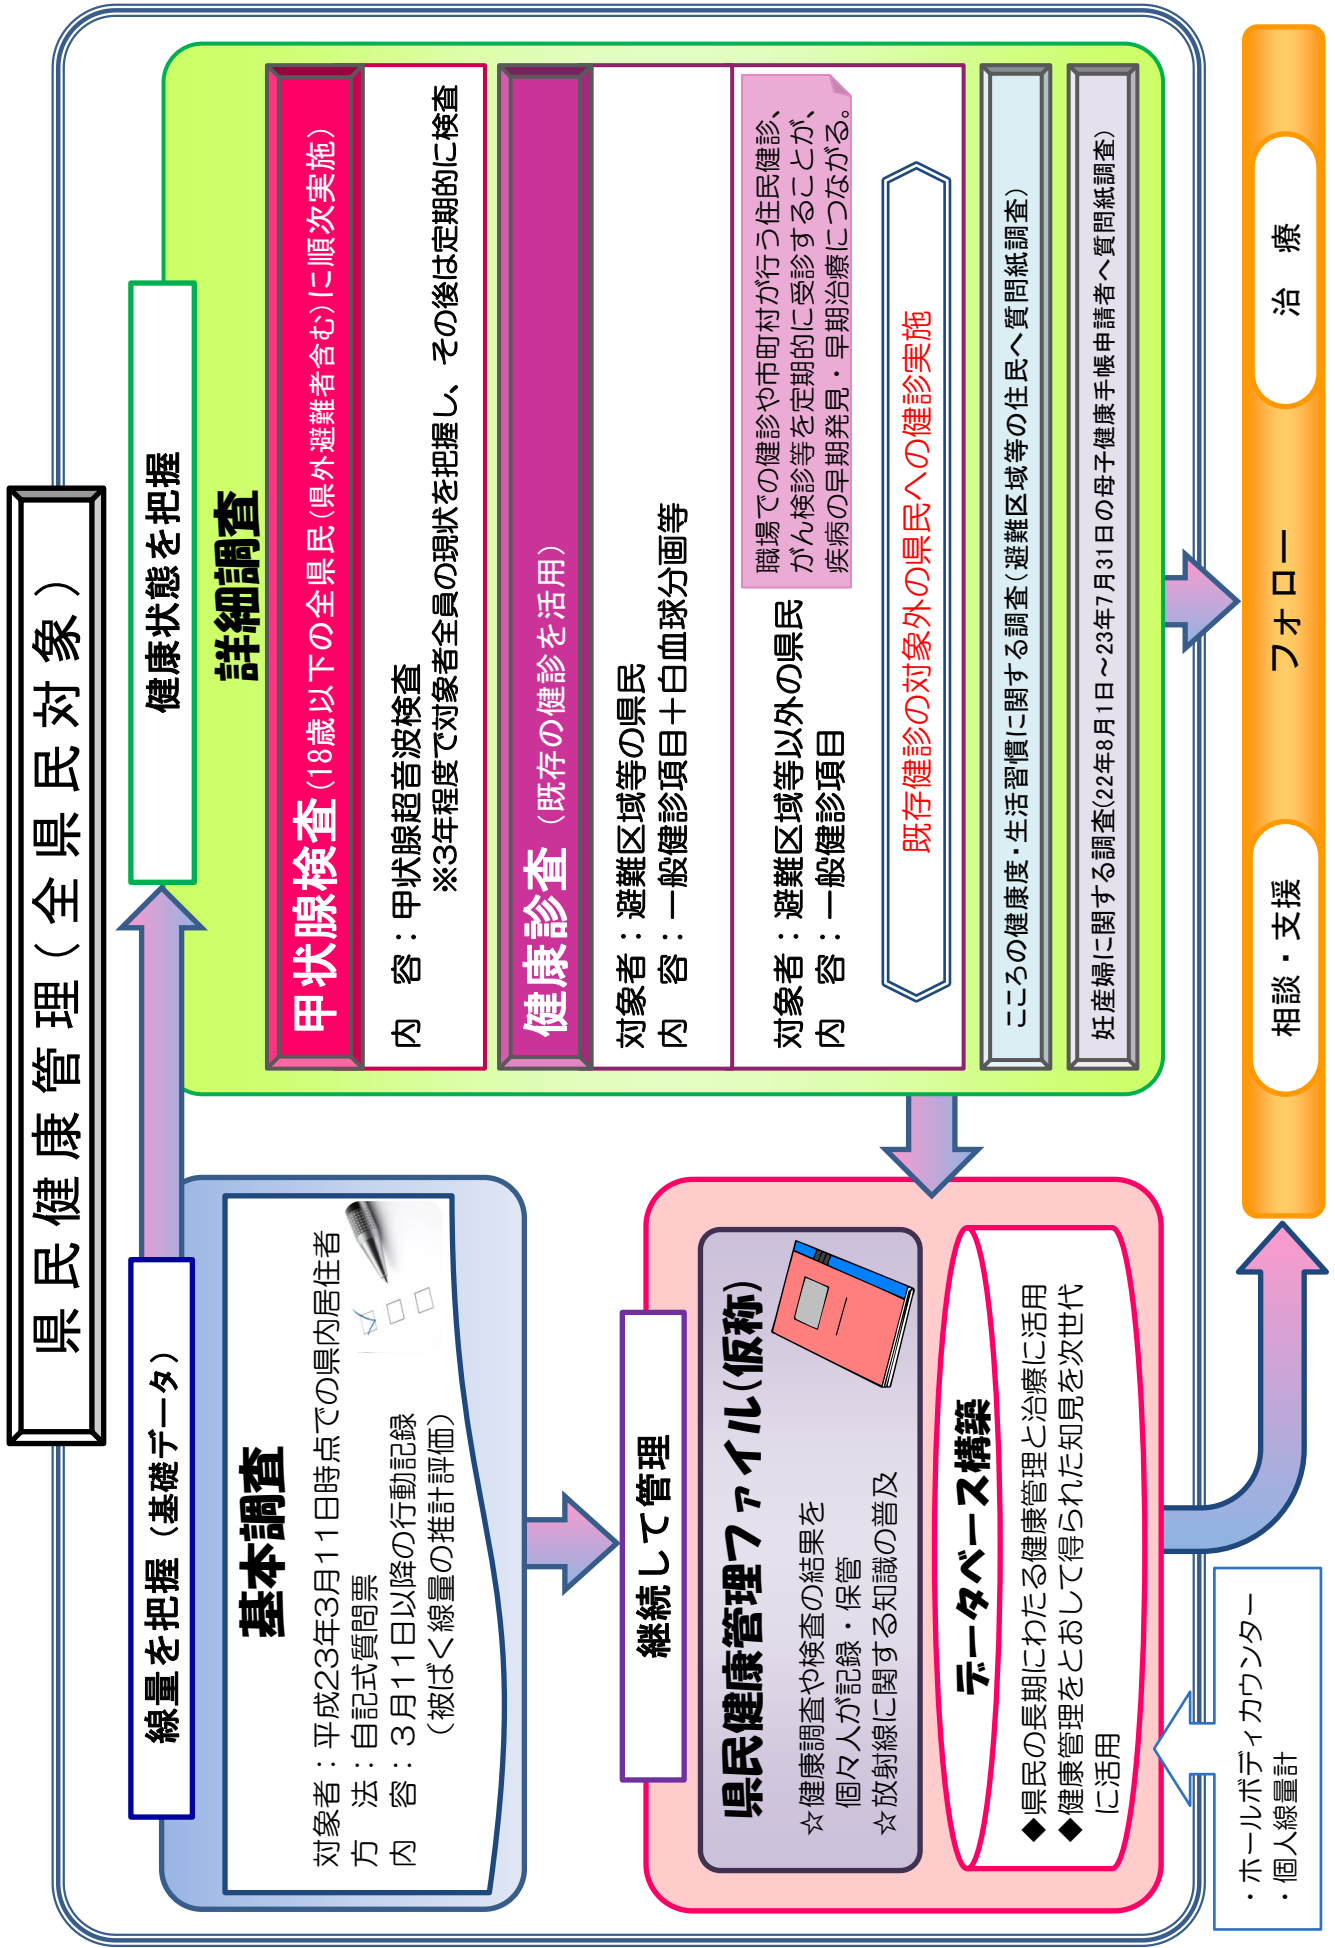 県民健康管理（全県民対象）
線量を把握（基礎データ）
基本調査
対象者：平成23年3月11日時点での県内居住者
方　法：自記式質問票
内　容：3月11日以降の行動記録
（被ばく線量の推計評価）
健康状態を把握
詳細調査
甲状腺検査（18歳以下の全県民（県外避難者含む）に順次実施）
内　容：甲状腺超音波検査
※3年程度で対象者全員の現状を把握し、その後は定期的に検査
健康診査（既存の健診を活用）
対象者：避難区域等の県民
内　容：一般健診項目＋白血球分画等
対象者：避難区域等以外の県民
内　容：一般健診項目
職場での健診や市町村が行う住民健診、
がん検診等を定期的に受診することが、
疾病の早期発見・早期治療につながる。
既存健診の対象外の県民への健診実施
こころの健康度・生活習慣に関する調査（避難区域等の住民へ質問紙調査）
妊産婦に関する調査（22年8月1日～23年7月31日の母子健康手帳申請者へ質問紙調査）
継続して管理
県民健康管理ファイル（仮称）
☆健康調査や検査の結果を
個々人が記録・保管
☆放射線に関する知識の普及
データベース構築
◆県民の長期にわたる健康管理と治療に活用
◆健康管理をとおして得られた知見を次世代
に活用
・ホールボディカウンター
・個人線量計
相談・支援
フォロー
治　療